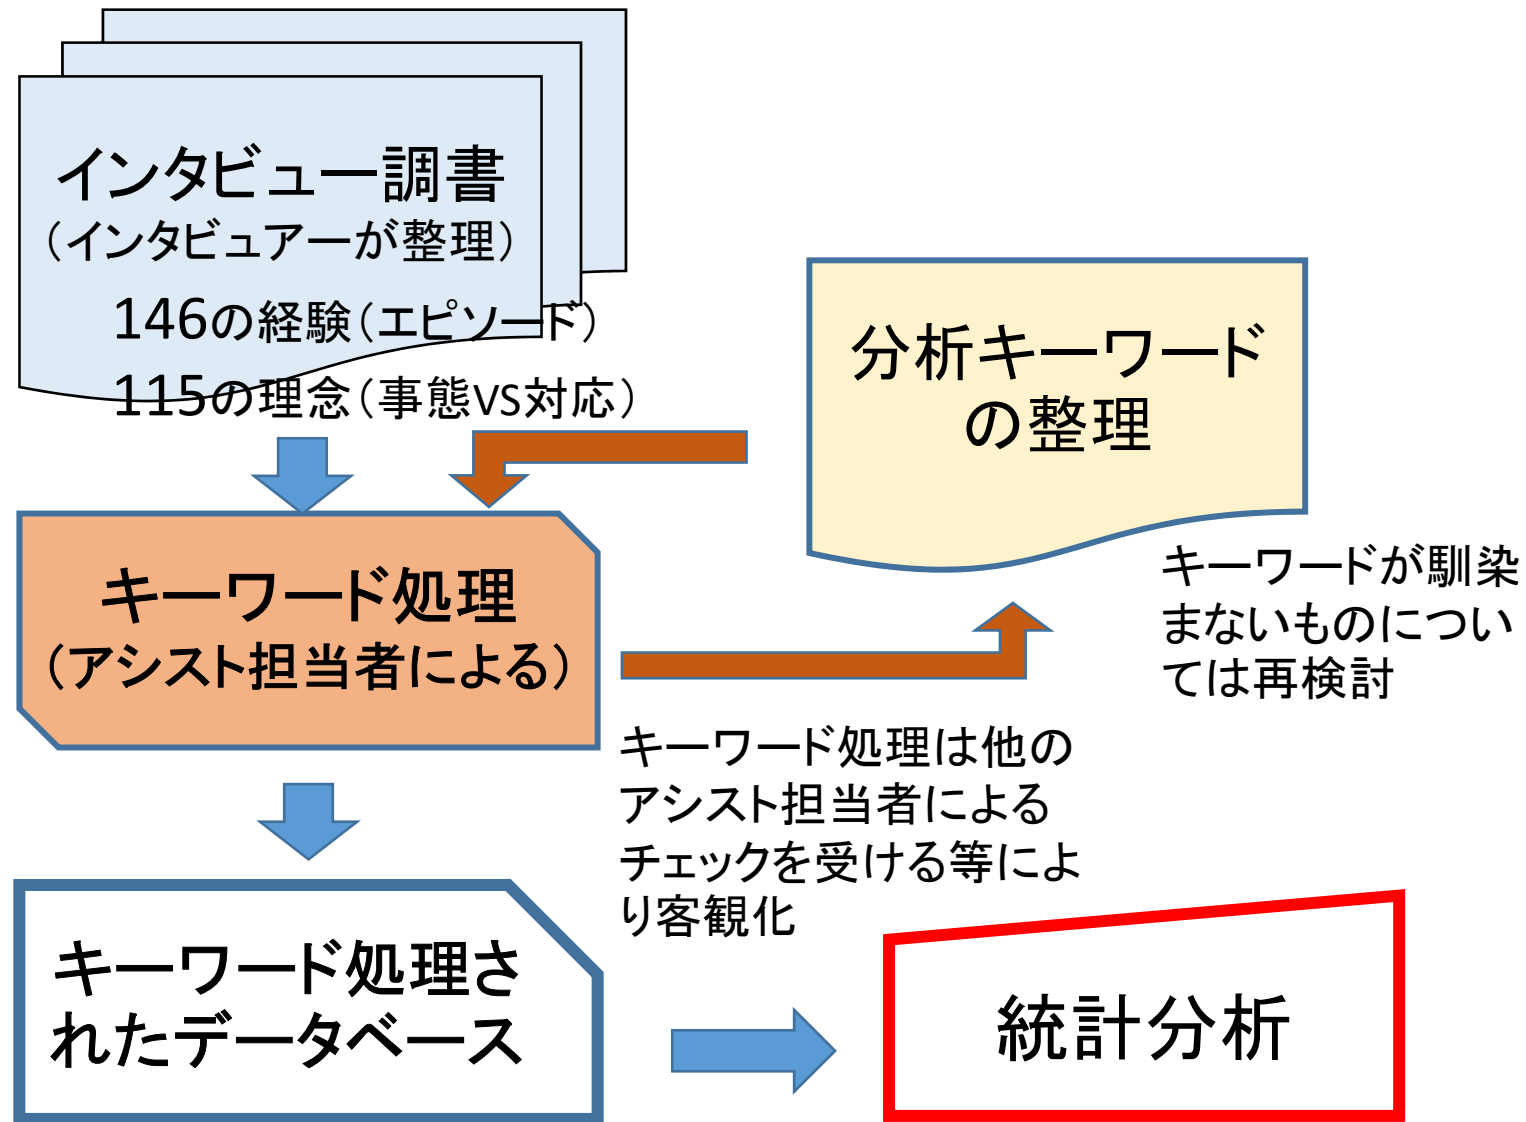 インタビュー調書
（インタビュアーが整理）
146の経験（エピソード）
115の理念（事態VS対応）
分析キーワード
の整理
キーワードが馴染
まないものについ
ては再検討
キーワード処理
（アシスト担当者による）
キーワード処理は他の
アシスト担当者による
チェックを受ける等によ
り客観化
キーワード処理さ
れたデータベース
統計分析